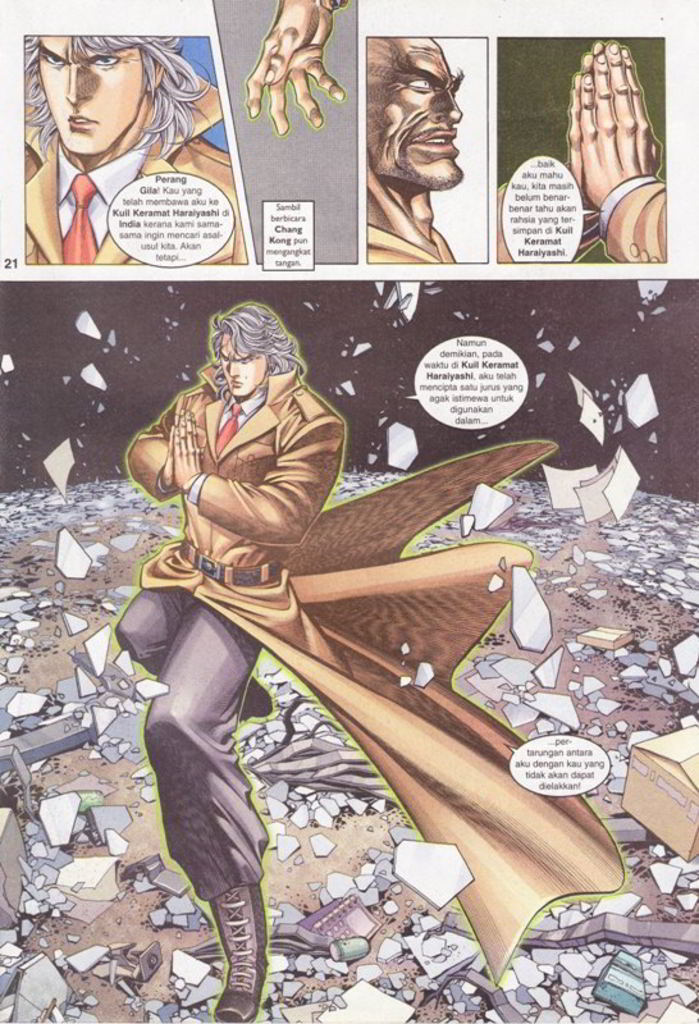 Perang
Gila! Kau yang
telah membawa aku ke
Kuil Keramat Haraiyashi di
India kerana kami sama-
sama ingin mencari asal-
usul kita. Akan
tetapi...
Sambil
berbicara
Chang
Kong pun
mengangkat
tangan.
...baik
aku mahu
kau, kita masih
belum benar-
benar tahu akan
rahsia yang ter-
simpan di Kuil
Keramat
Haraiyashi.
21
Namun
demikian, pada
waktu di Kuil Keramat
Haraiyashi, aku telah
mencipta satu jurus yang
agak istimewa untuk
digunakan
dalam...
...per-
tarungan antara
aku dengan kau yang
tidak akan dapat
dielakkan!